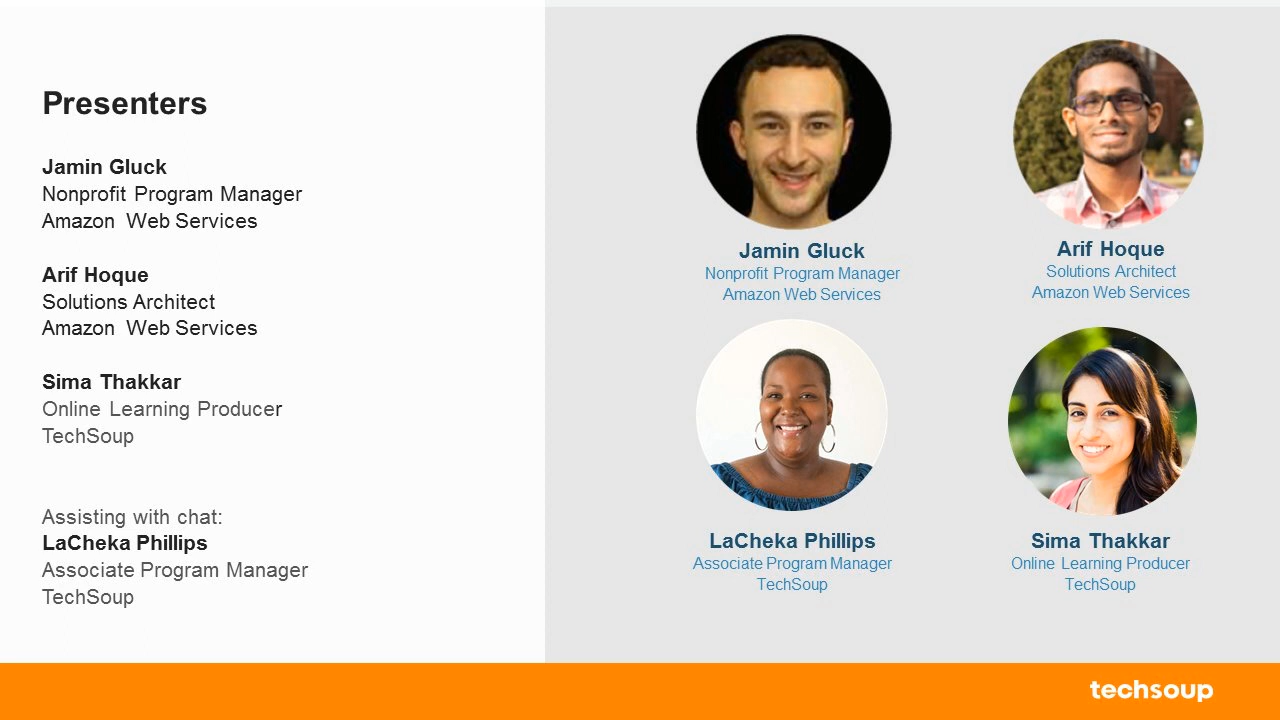 Presenters
Jamin Gluck
Nonprofit Program Manager
Amazon Web Services
Arif Hoque
Solutions Architect
Amazon Web Services
Sima Thakkar
Online Learning Producer
TechSoup
Assisting with chat:
LaCheka Phillips
Associate Program Manager
TechSoup
Jamin Gluck
Nonprofit Program Manager
Amazon Web Services
Arif Hoque
Solutions Architect
Amazon Web Services
LaCheka Phillips
Associate Program Manager
TechSoup
Sima Thakkar
Online Learning Producer
TechSoup
techsoup